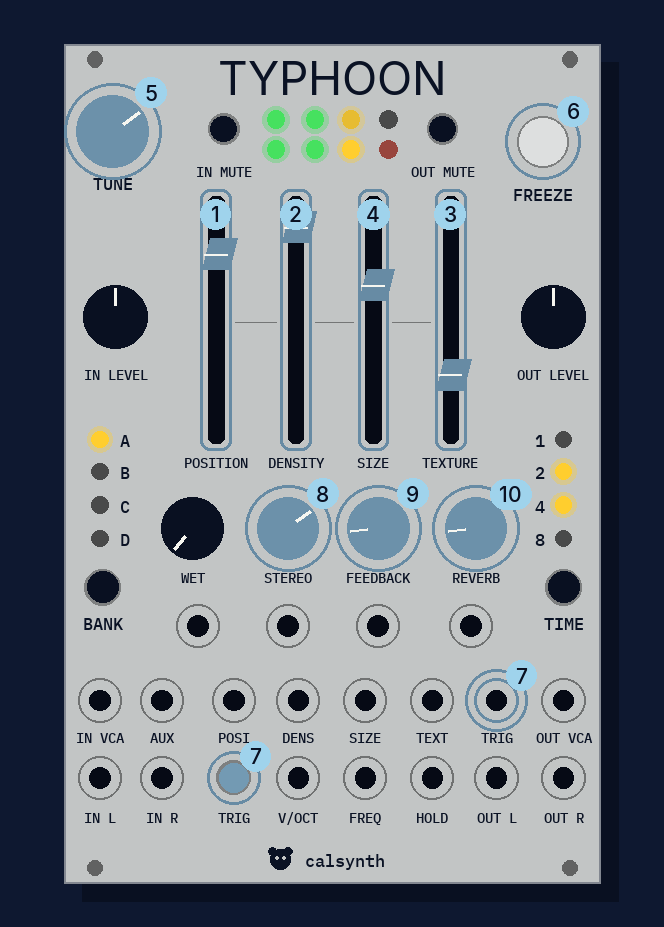 TYPHOON
5
6
TUNE
IN MUTE
OUT MUTE
FREEZE
1
2
4
3
IN LEVEL
OUT LEVEL
A
B
C
D
1
2
4
8
POSITION
DENSITY
SIZE
TEXTURE
8
9
10
WET
STEREO
FEEDBACK
REVERB
BANK
TIME
7
IN VCA
AUX
POSI
DENS
SIZE
TEXT
TRIG
OUT VCA
7
IN L
IN R
TRIG
V/OCT
FREQ
HOLD
OUT L
OUT R
calsynth